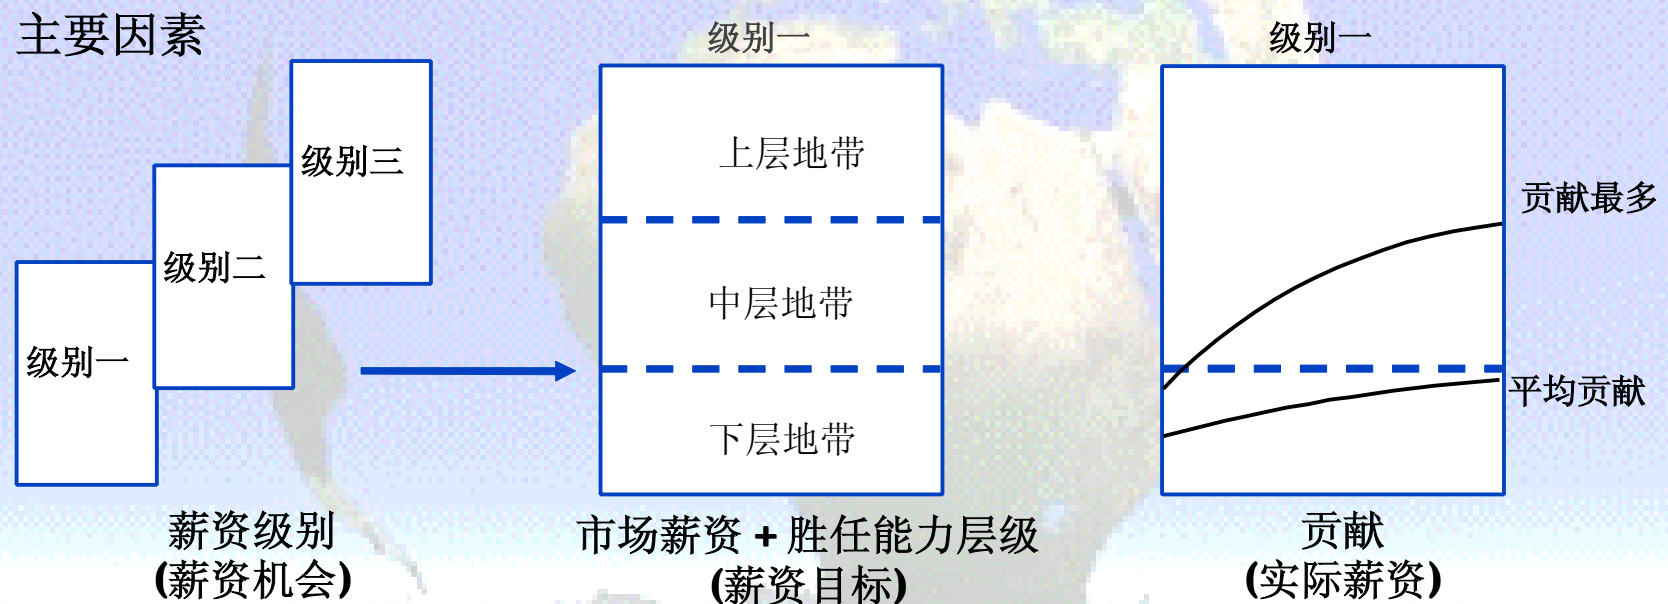 主要因素
级别一
级别二
级别三
薪资级别
(薪资机会)
级别一
上层地带
中层地带
下层地带
市场薪资 + 胜任能力层级
(薪资目标)
级别一
贡献最多
平均贡献
贡献
(实际薪资)